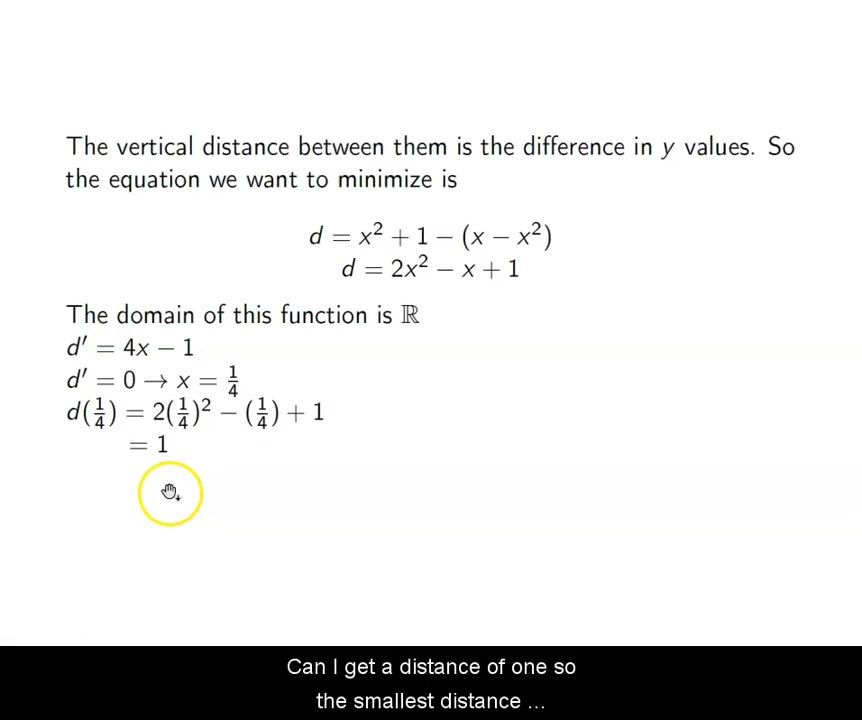 The vertical distance between them is the difference in y values. So
the equation we want to minimize is
d = x² + 1 − (x − x²)
d = 2x² − x + 1
The domain of this function is ℝ
d′ = 4x − 1
d′ = 0 → x = 1/4
d(1/4) = 2(1/4)² − (1/4) + 1
= 1
Can I get a distance of one so
the smallest distance ...